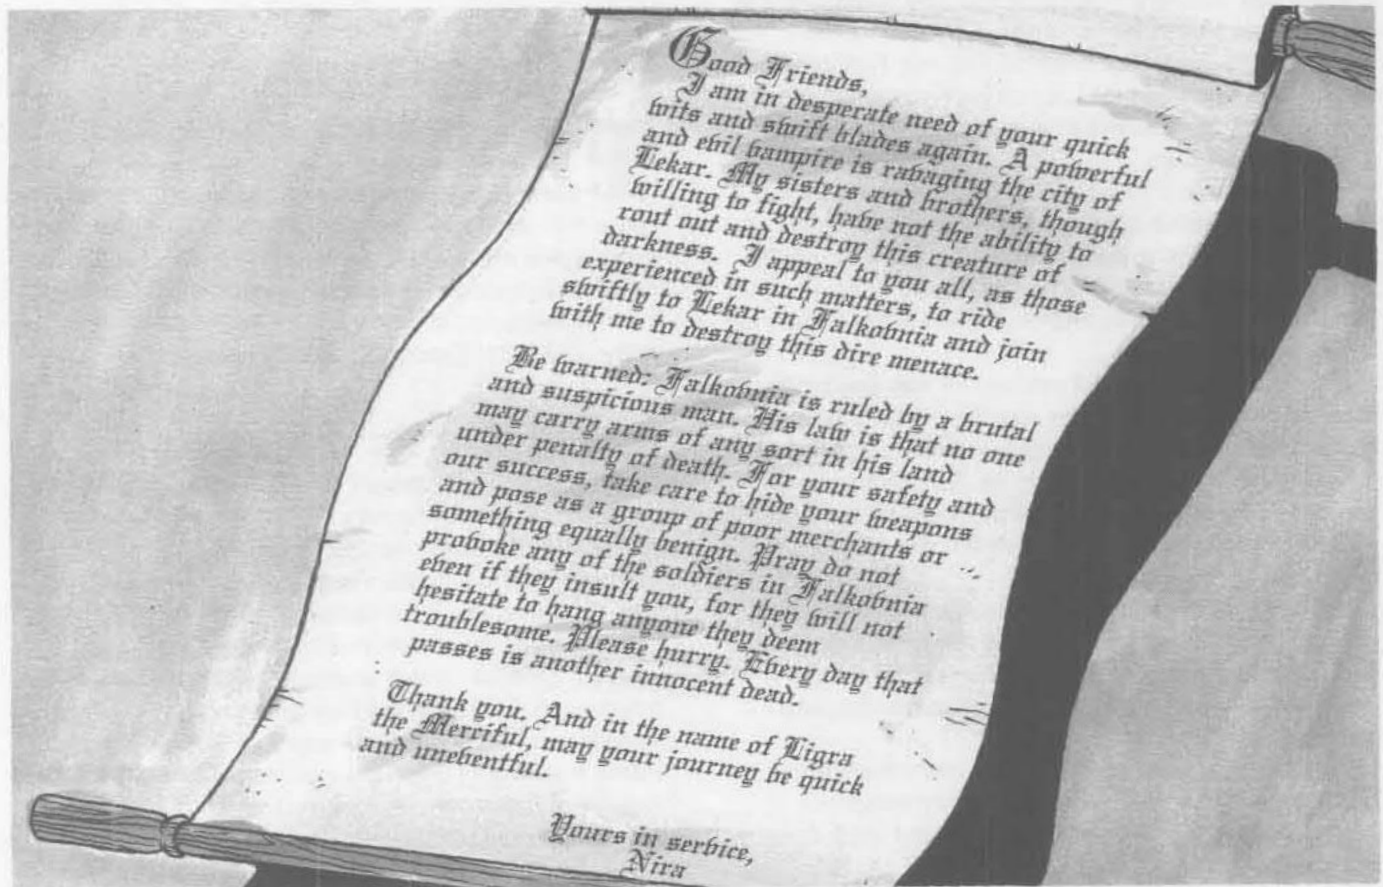 Good Friends,
I am in desperate need of your quick
wits and swift blades again. A powerful
and evil vampire is ravaging the city of
Lekar. My sisters and brothers, though
willing to fight, have not the ability to
rout out and destroy this creature of
darkness. I appeal to you all, as those
experienced in such matters, to ride
swiftly to Lekar in Falkovnia and join
with me to destroy this dire menace.
Be warned: Falkovnia is ruled by a brutal
and suspicious man. His law is that no one
may carry arms of any sort in his land
under penalty of death. For your safety and
our success, take care to hide your weapons
and pose as a group of poor merchants or
something equally benign. Pray do not
provoke any of the soldiers in Falkovnia
even if they insult you, for they will not
hesitate to hang anyone they deem
troublesome. Please hurry. Every day that
passes is another innocent dead.
Thank you. And in the name of Ligra
the Merciful, may your journey be quick
and uneventful.
Yours in service,
Nira